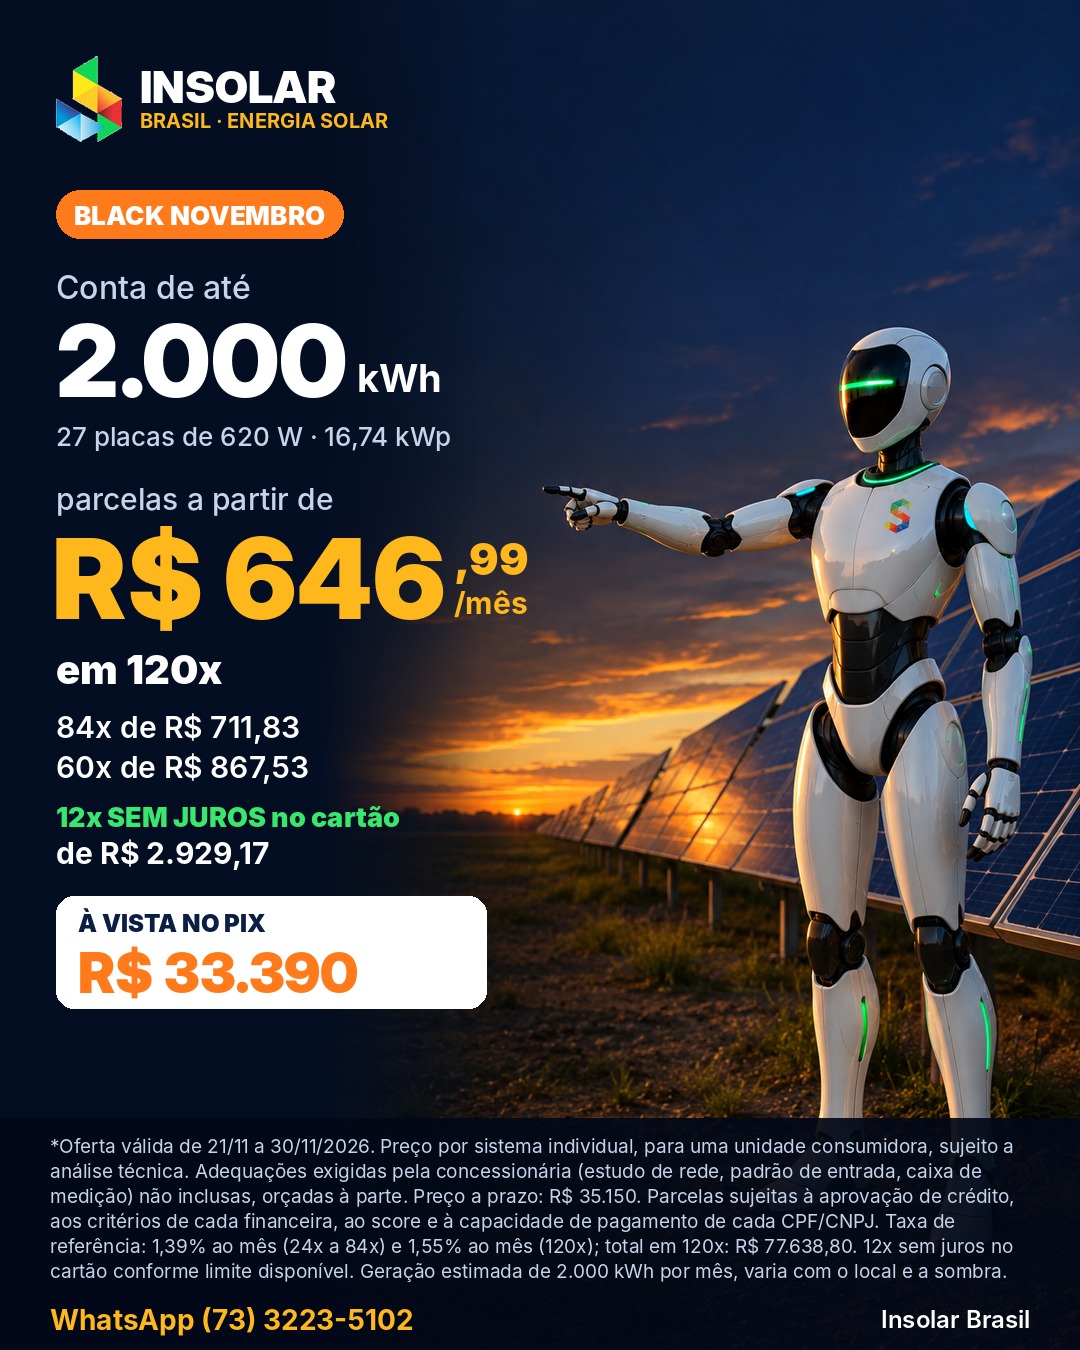 INSOLAR
BRASIL · ENERGIA SOLAR
BLACK NOVEMBRO
Conta de até
2.000 kWh
27 placas de 620 W · 16,74 kWp
parcelas a partir de
R$ 646,99 /mês
em 120x
84x de R$ 711,83
60x de R$ 867,53
12x SEM JUROS no cartão
de R$ 2.929,17
À VISTA NO PIX
R$ 33.390
*Oferta válida de 21/11 a 30/11/2026. Preço por sistema individual, para uma unidade consumidora, sujeito a
análise técnica. Adequações exigidas pela concessionária (estudo de rede, padrão de entrada, caixa de
medição) não inclusas, orçadas à parte. Preço a prazo: R$ 35.150. Parcelas sujeitas à aprovação de crédito,
aos critérios de cada financeira, ao score e à capacidade de pagamento de cada CPF/CNPJ. Taxa de
referência: 1,39% ao mês (24x a 84x) e 1,55% ao mês (120x); total em 120x: R$ 77.638,80. 12x sem juros no
cartão conforme limite disponível. Geração estimada de 2.000 kWh por mês, varia com o local e a sombra.
WhatsApp (73) 3223-5102
Insolar Brasil